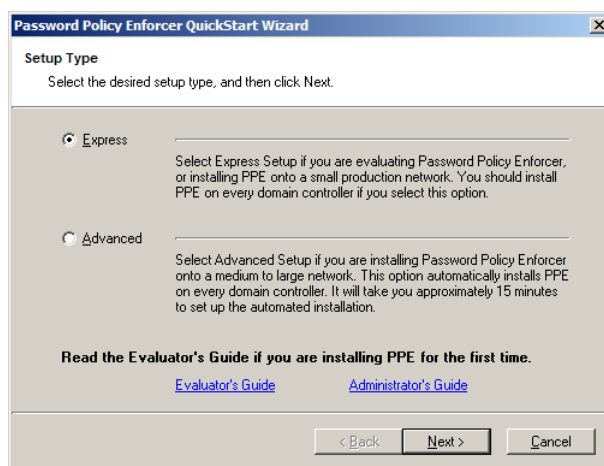 Password Policy Enforcer QuickStart Wizard
Setup Type
Select the desired setup type, and then click Next.
Express
Select Express Setup if you are evaluating Password Policy Enforcer,
or installing PPE onto a small production network. You should install
PPE on every domain controller if you select this option.
Advanced
Select Advanced Setup if you are installing Password Policy Enforcer
onto a medium to large network. This option automatically installs PPE
on every domain controller. It will take you approximately 15 minutes
to set up the automated installation.
Read the Evaluator's Guide if you are installing PPE for the first time.
Evaluator's Guide Administrator's Guide
< Back Next > Cancel